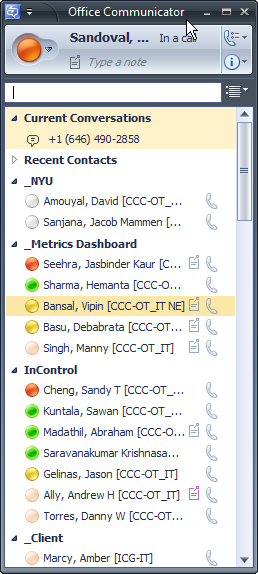 Office Communicator
Sandoval, ... In a call
Type a note
Current Conversations
+1 (646) 490-2858
Recent Contacts
_NYU
Amouyal, David [CCC-OT_...
Sanjana, Jacob Mammen [...
_Metrics Dashboard
Seehra, Jasbinder Kaur [C...
Sharma, Hemanta [CCC-O...
Bansal, Vipin [CCC-OT_IT NE]
Basu, Debabrata [CCC-OT_...
Singh, Manny [CCC-OT_IT]
InControl
Cheng, Sandy T [CCC-OT_...
Kuntala, Sawan [CCC-OT_...
Madathil, Abraham [CCC-O...
Saravanakumar Krishnasa...
Gelinas, Jason [CCC-OT_IT]
Ally, Andrew H [CCC-OT_IT]
Torres, Danny W [CCC-OT_...
_Client
Marcy, Amber [ICG-IT]